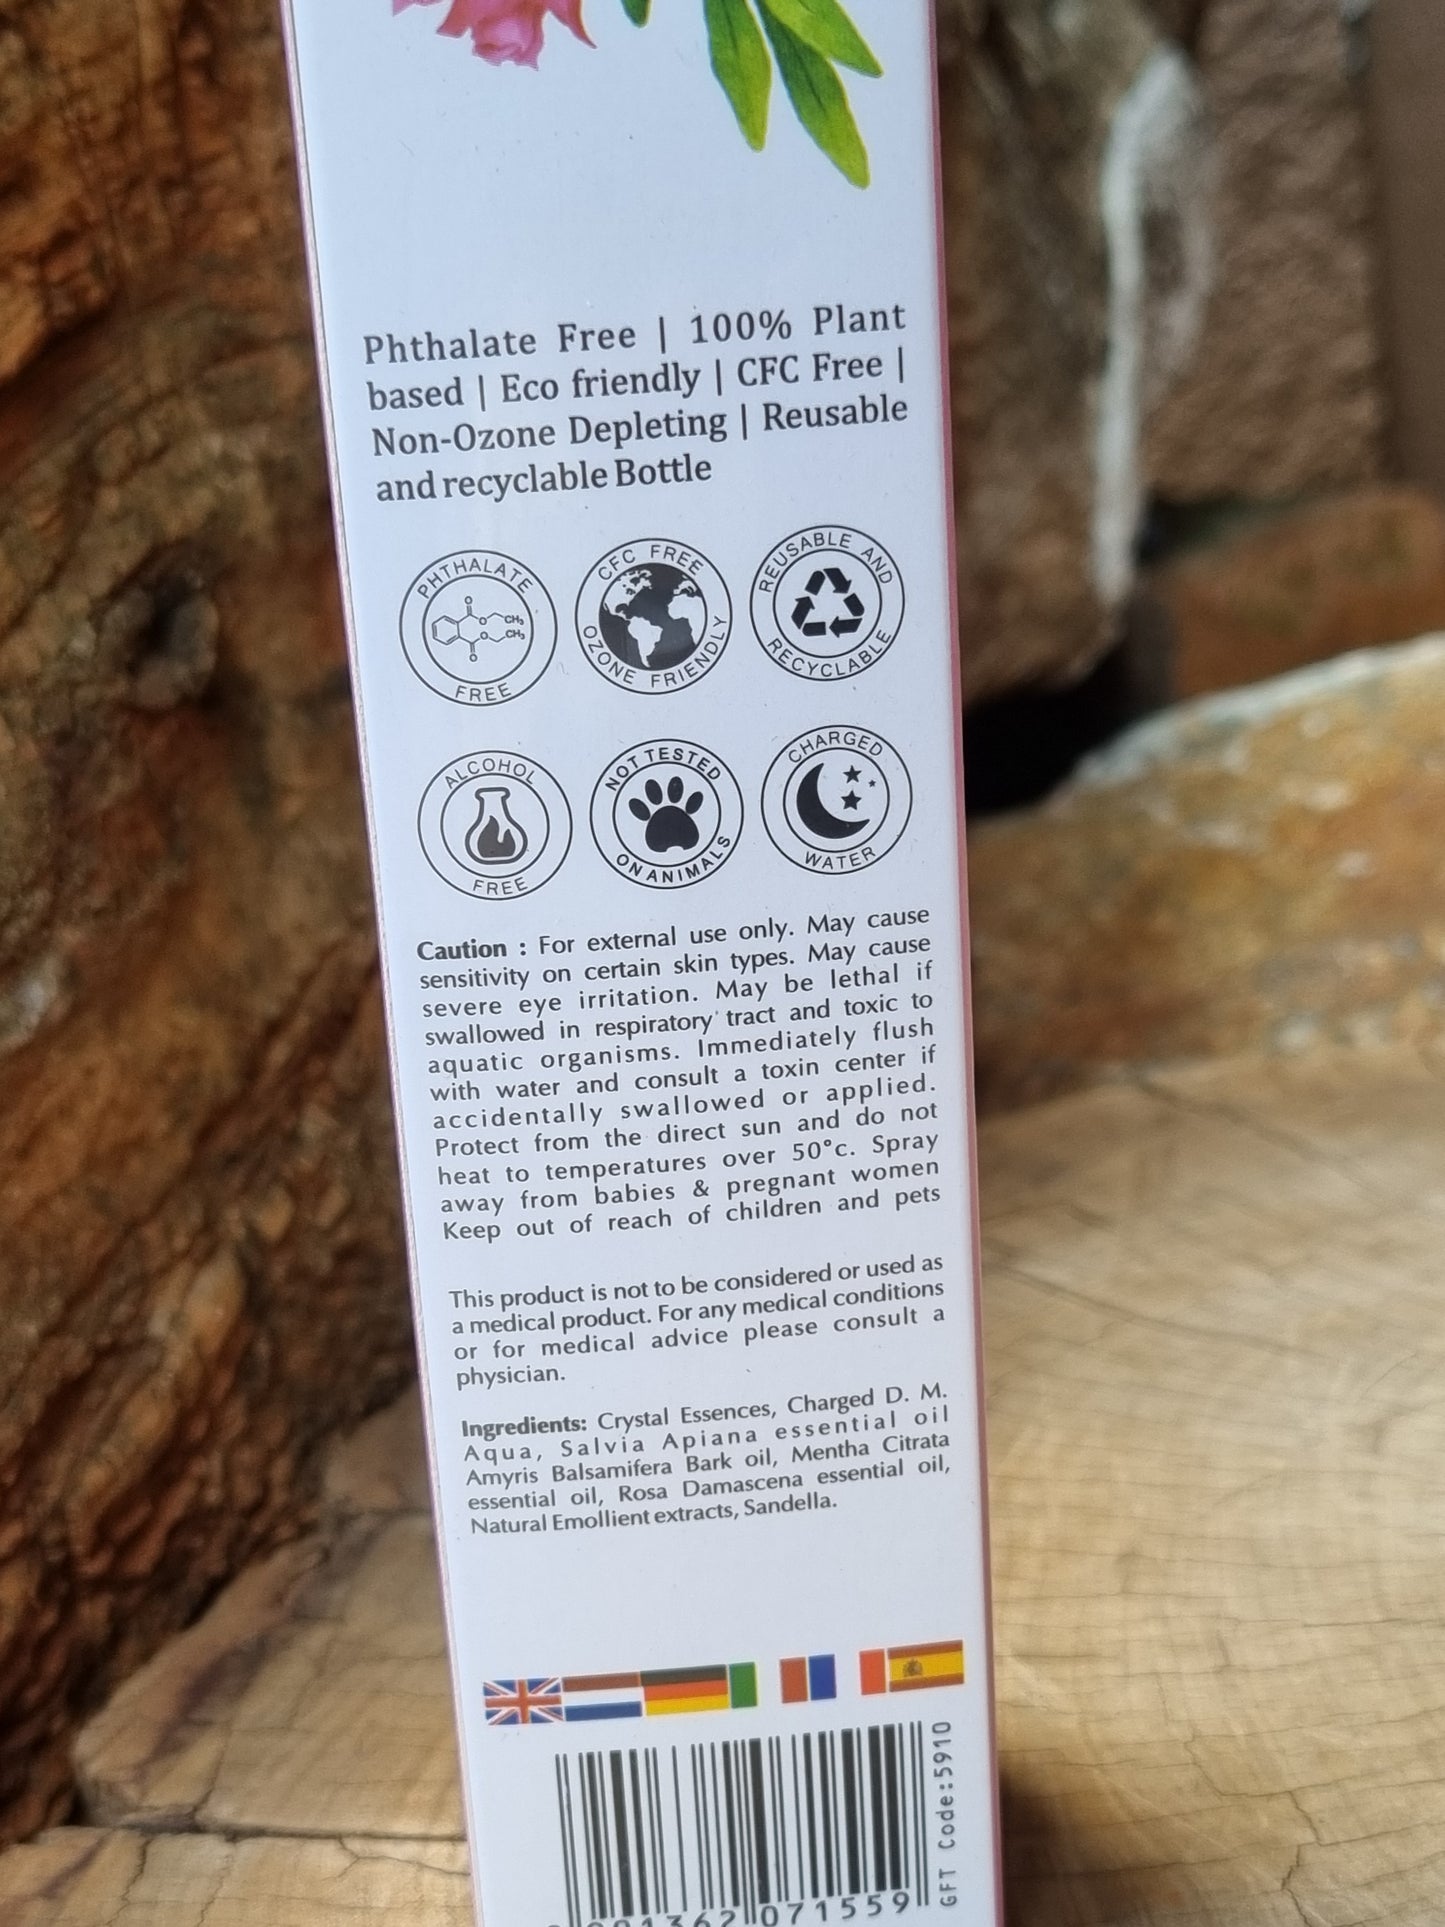 Phthalate Free | 100% Plant
based | Eco friendly | CFC Free |
Non-Ozone Depleting | Reusable
and recyclable Bottle
PHTHALATE
CH₃
CH₃
FREE
CFC FREE
OZONE FRIENDLY
REUSABLE AND
RECYCLABLE
ALCOHOL
FREE
NOT TESTED
ON ANIMALS
CHARGED
WATER
Caution : For external use only. May cause
sensitivity on certain skin types. May cause
severe eye irritation. May be lethal if
swallowed in respiratory tract and toxic to
aquatic organisms. Immediately flush
with water and consult a toxin center if
accidentally swallowed or applied.
Protect from the direct sun and do not
heat to temperatures over 50°c. Spray
away from babies & pregnant women
Keep out of reach of children and pets
This product is not to be considered or used as
a medical product. For any medical conditions
or for medical advice please consult a
physician.
Ingredients: Crystal Essences, Charged D. M.
Aqua, Salvia Apiana essential oil
Amyris Balsamifera Bark oil, Mentha Citrata
essential oil, Rosa Damascena essential oil,
Natural Emollient extracts, Sandella.
GFT Code:5910
071559